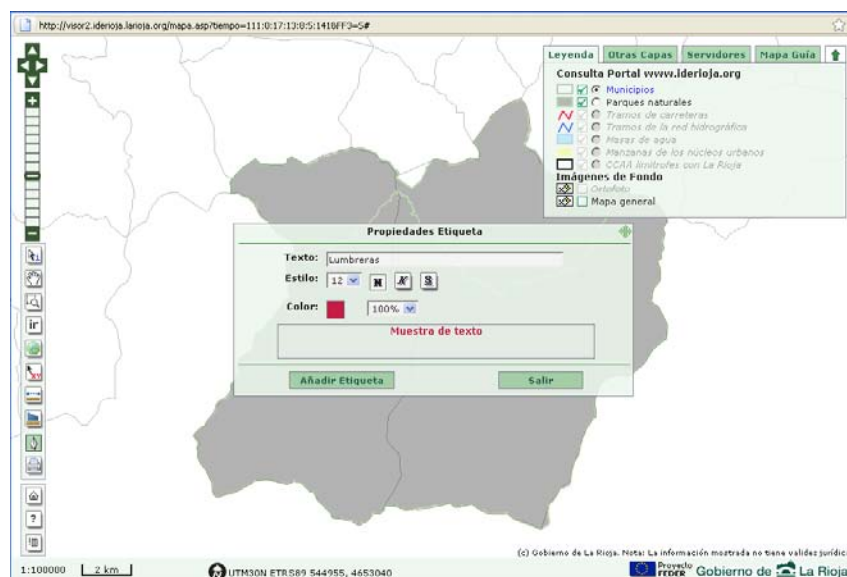 http://visor2.iderioja.larioja.org/mapa.asp?tiempo=111:0:17:13:0:5:1418FF3=S#
Leyenda Otras Capas Servidores Mapa Guía
Consulta Portal www.iderioja.org
Municipios
Parques naturales
Tramos de carreteras
Tramos de la red hidrográfica
Masas de agua
Manzanas de los núcleos urbanos
CCAA limítrofes con La Rioja
Imágenes de Fondo
Ortofoto
Mapa general
Propiedades Etiqueta
Texto: Lumbreras
Estilo: 12 N N S
Color: 100%
Muestra de texto
Añadir Etiqueta Salir
ir
XY
?
(c) Gobierno de La Rioja. Nota: La información mostrada no tiene valides jurídic
1:100000 2 km UTM30N ETRS89 544955, 4653040 Proyecto FEDER Gobierno de La Rioja